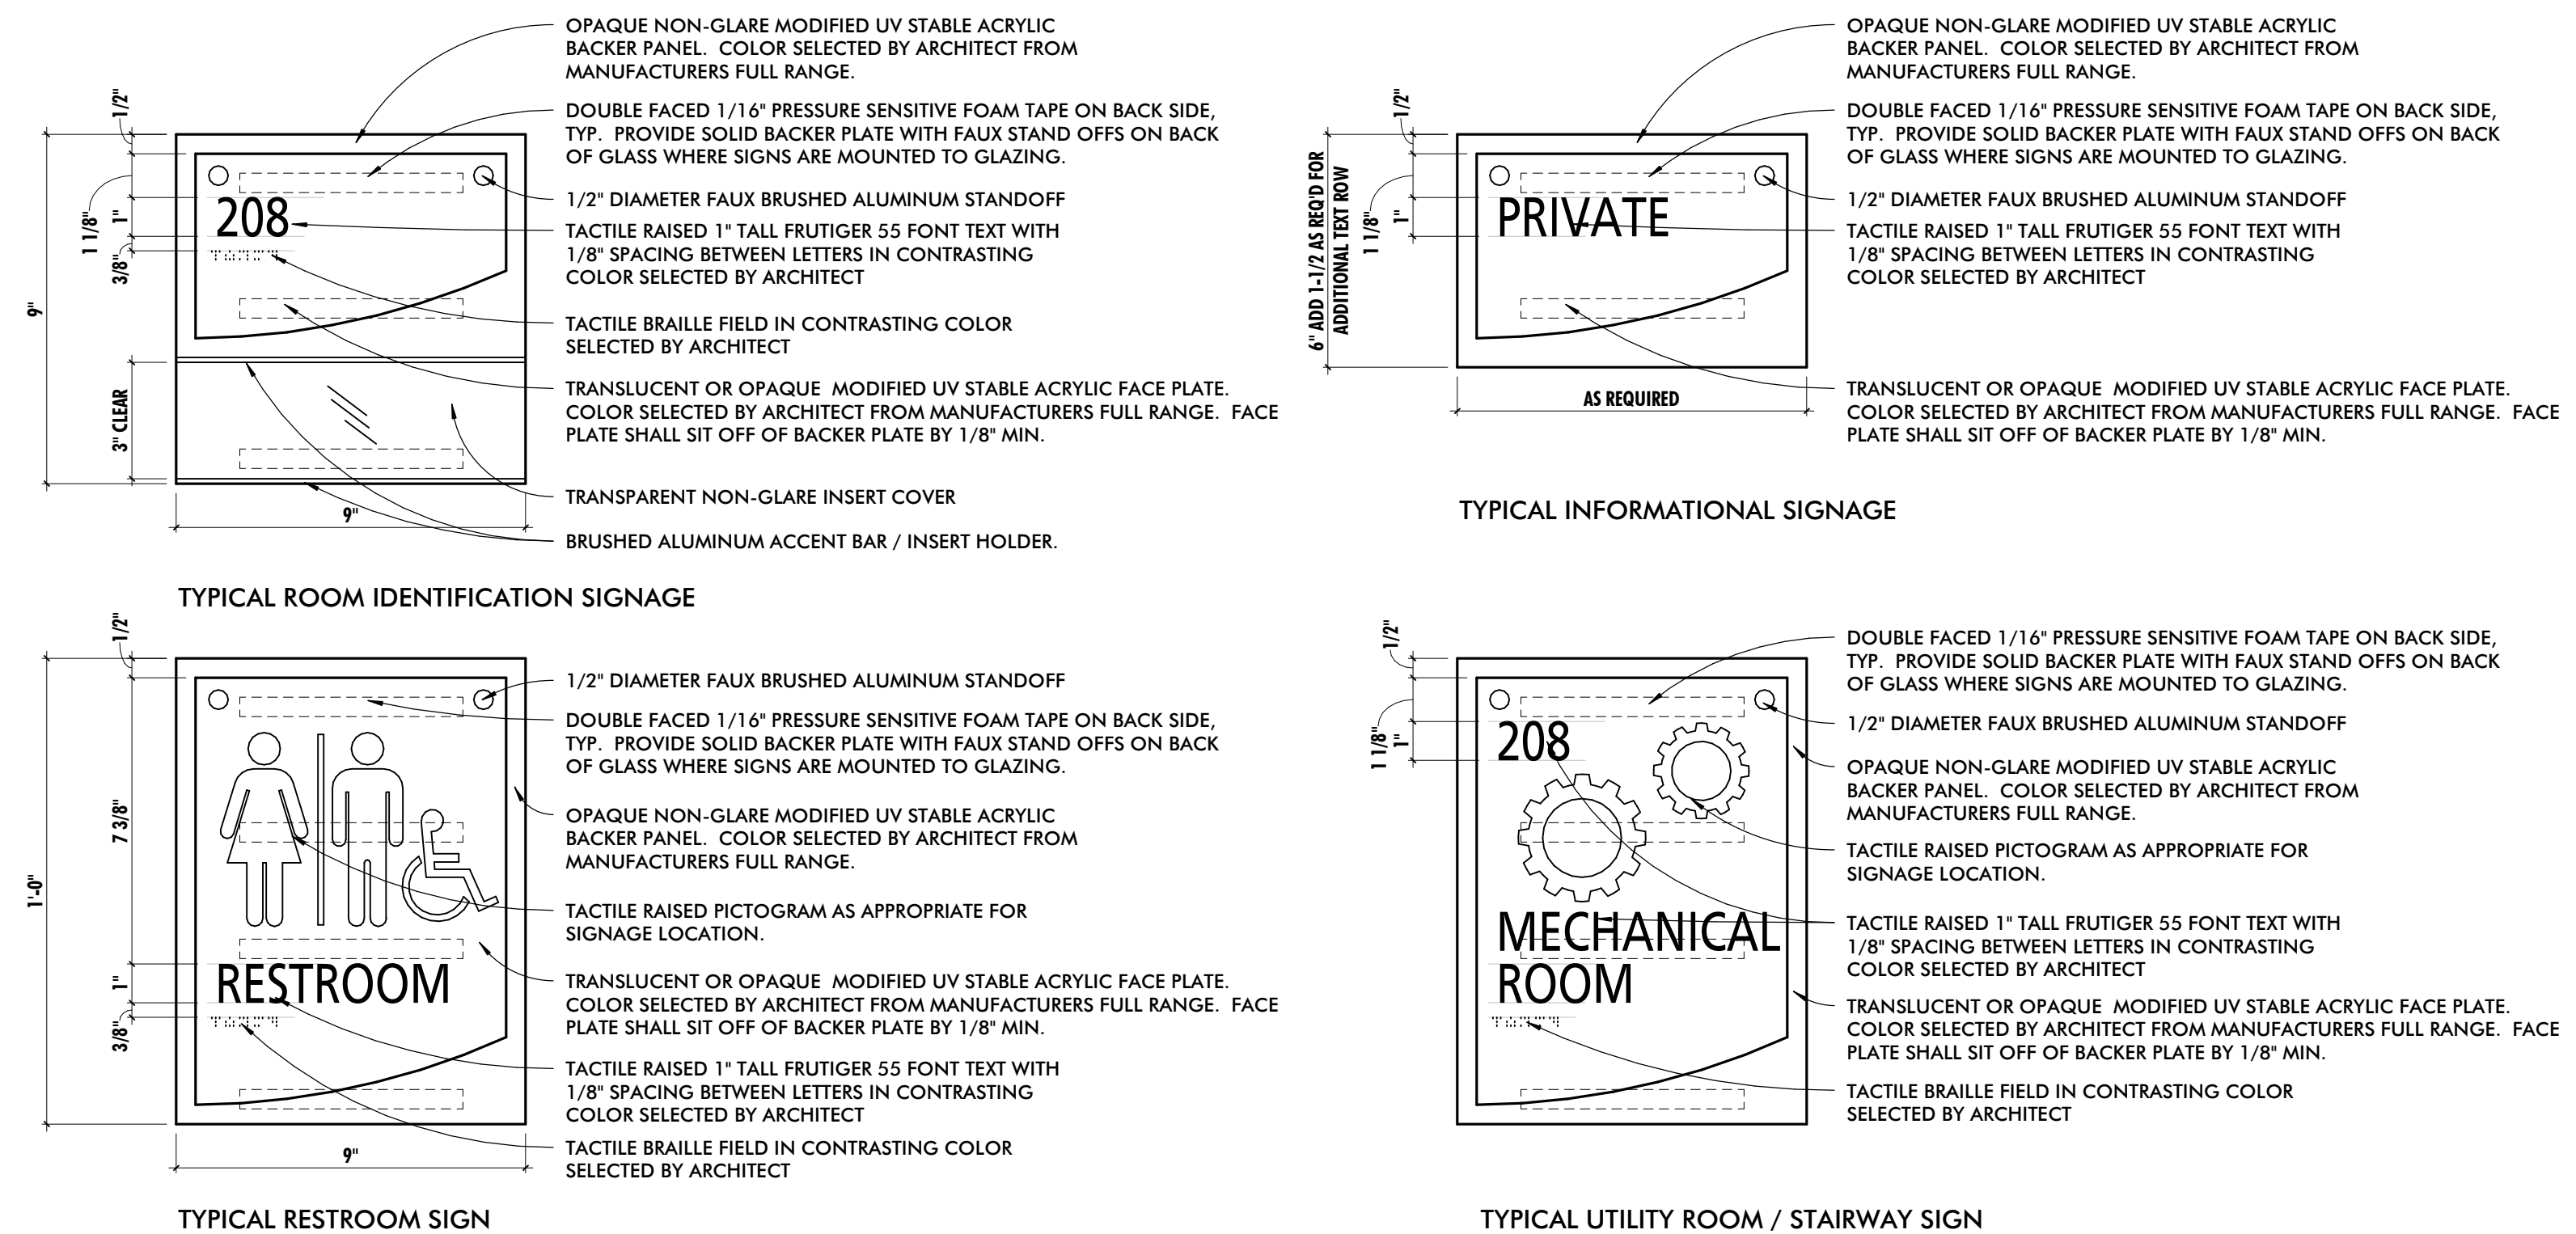 OPAQUE NON-GLARE MODIFIED UV STABLE ACRYLIC
BACKER PANEL. COLOR SELECTED BY ARCHITECT FROM
MANUFACTURERS FULL RANGE.
DOUBLE FACED 1/16" PRESSURE SENSITIVE FOAM TAPE ON BACK SIDE,
TYP. PROVIDE SOLID BACKER PLATE WITH FAUX STAND OFFS ON BACK
OF GLASS WHERE SIGNS ARE MOUNTED TO GLAZING.
1/2" DIAMETER FAUX BRUSHED ALUMINUM STANDOFF
TACTILE RAISED 1" TALL FRUTIGER 55 FONT TEXT WITH
1/8" SPACING BETWEEN LETTERS IN CONTRASTING
COLOR SELECTED BY ARCHITECT
TACTILE BRAILLE FIELD IN CONTRASTING COLOR
SELECTED BY ARCHITECT
TRANSLUCENT OR OPAQUE MODIFIED UV STABLE ACRYLIC FACE PLATE.
COLOR SELECTED BY ARCHITECT FROM MANUFACTURERS FULL RANGE. FACE
PLATE SHALL SIT OFF OF BACKER PLATE BY 1/8" MIN.
TRANSPARENT NON-GLARE INSERT COVER
BRUSHED ALUMINUM ACCENT BAR / INSERT HOLDER.
1/2"
1 1/8"
1"
3/8"
9"
3" CLEAR
208
9"
TYPICAL ROOM IDENTIFICATION SIGNAGE
OPAQUE NON-GLARE MODIFIED UV STABLE ACRYLIC
BACKER PANEL. COLOR SELECTED BY ARCHITECT FROM
MANUFACTURERS FULL RANGE.
DOUBLE FACED 1/16" PRESSURE SENSITIVE FOAM TAPE ON BACK SIDE,
TYP. PROVIDE SOLID BACKER PLATE WITH FAUX STAND OFFS ON BACK
OF GLASS WHERE SIGNS ARE MOUNTED TO GLAZING.
1/2" DIAMETER FAUX BRUSHED ALUMINUM STANDOFF
TACTILE RAISED 1" TALL FRUTIGER 55 FONT TEXT WITH
1/8" SPACING BETWEEN LETTERS IN CONTRASTING
COLOR SELECTED BY ARCHITECT
TRANSLUCENT OR OPAQUE MODIFIED UV STABLE ACRYLIC FACE PLATE.
COLOR SELECTED BY ARCHITECT FROM MANUFACTURERS FULL RANGE. FACE
PLATE SHALL SIT OFF OF BACKER PLATE BY 1/8" MIN.
1/2"
1 1/8"
1"
6" ADD 1-1/2 AS REQ'D FOR
ADDITIONAL TEXT ROW
PRIVATE
AS REQUIRED
TYPICAL INFORMATIONAL SIGNAGE
1/2"
7 3/8"
1'-0"
1"
3/8"
RESTROOM
9"
1/2" DIAMETER FAUX BRUSHED ALUMINUM STANDOFF
DOUBLE FACED 1/16" PRESSURE SENSITIVE FOAM TAPE ON BACK SIDE,
TYP. PROVIDE SOLID BACKER PLATE WITH FAUX STAND OFFS ON BACK
OF GLASS WHERE SIGNS ARE MOUNTED TO GLAZING.
OPAQUE NON-GLARE MODIFIED UV STABLE ACRYLIC
BACKER PANEL. COLOR SELECTED BY ARCHITECT FROM
MANUFACTURERS FULL RANGE.
TACTILE RAISED PICTOGRAM AS APPROPRIATE FOR
SIGNAGE LOCATION.
TRANSLUCENT OR OPAQUE MODIFIED UV STABLE ACRYLIC FACE PLATE.
COLOR SELECTED BY ARCHITECT FROM MANUFACTURERS FULL RANGE. FACE
PLATE SHALL SIT OFF OF BACKER PLATE BY 1/8" MIN.
TACTILE RAISED 1" TALL FRUTIGER 55 FONT TEXT WITH
1/8" SPACING BETWEEN LETTERS IN CONTRASTING
COLOR SELECTED BY ARCHITECT
TACTILE BRAILLE FIELD IN CONTRASTING COLOR
SELECTED BY ARCHITECT
TYPICAL RESTROOM SIGN
1/2"
1 1/8"
1"
208
MECHANICAL
ROOM
DOUBLE FACED 1/16" PRESSURE SENSITIVE FOAM TAPE ON BACK SIDE,
TYP. PROVIDE SOLID BACKER PLATE WITH FAUX STAND OFFS ON BACK
OF GLASS WHERE SIGNS ARE MOUNTED TO GLAZING.
1/2" DIAMETER FAUX BRUSHED ALUMINUM STANDOFF
OPAQUE NON-GLARE MODIFIED UV STABLE ACRYLIC
BACKER PANEL. COLOR SELECTED BY ARCHITECT FROM
MANUFACTURERS FULL RANGE.
TACTILE RAISED PICTOGRAM AS APPROPRIATE FOR
SIGNAGE LOCATION.
TACTILE RAISED 1" TALL FRUTIGER 55 FONT TEXT WITH
1/8" SPACING BETWEEN LETTERS IN CONTRASTING
COLOR SELECTED BY ARCHITECT
TRANSLUCENT OR OPAQUE MODIFIED UV STABLE ACRYLIC FACE PLATE.
COLOR SELECTED BY ARCHITECT FROM MANUFACTURERS FULL RANGE. FACE
PLATE SHALL SIT OFF OF BACKER PLATE BY 1/8" MIN.
TACTILE BRAILLE FIELD IN CONTRASTING COLOR
SELECTED BY ARCHITECT
TYPICAL UTILITY ROOM / STAIRWAY SIGN